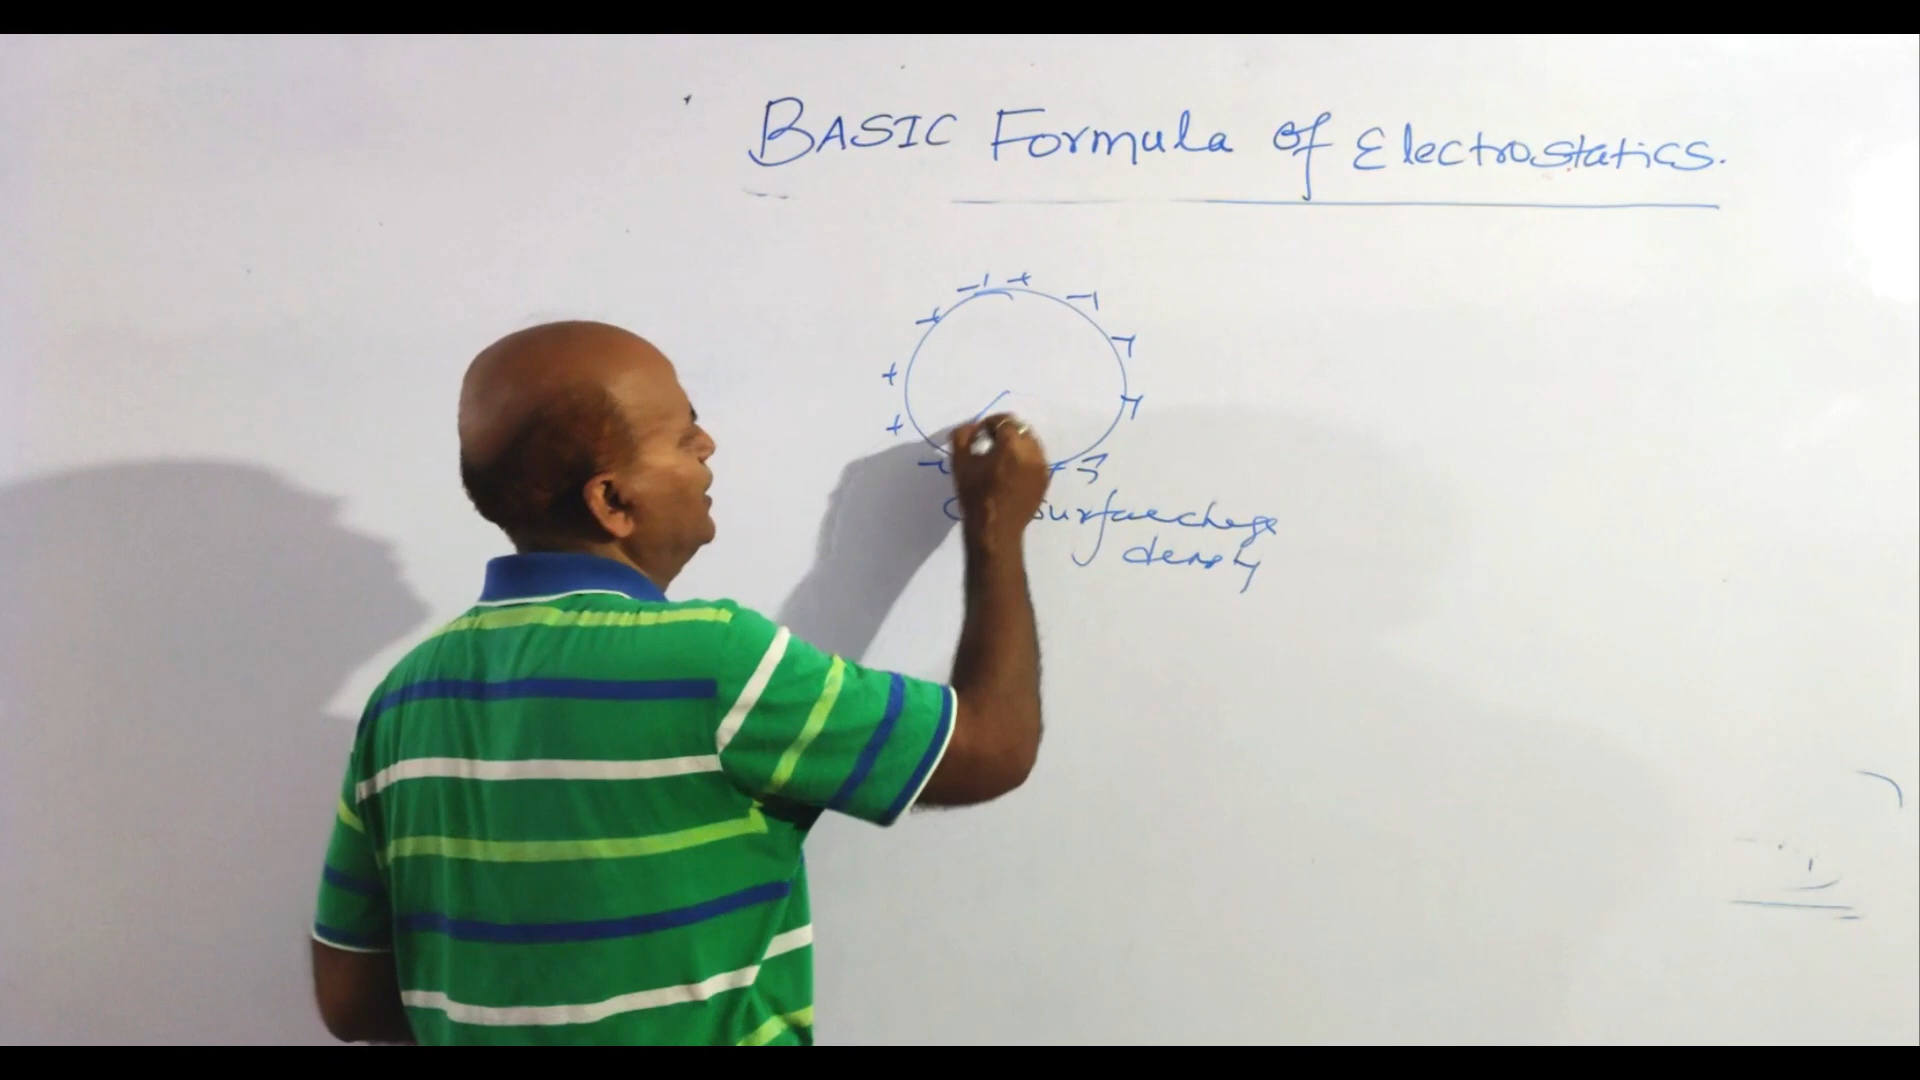 BASIC Formula of Electrostatics.
+ + + +
surface charge
density